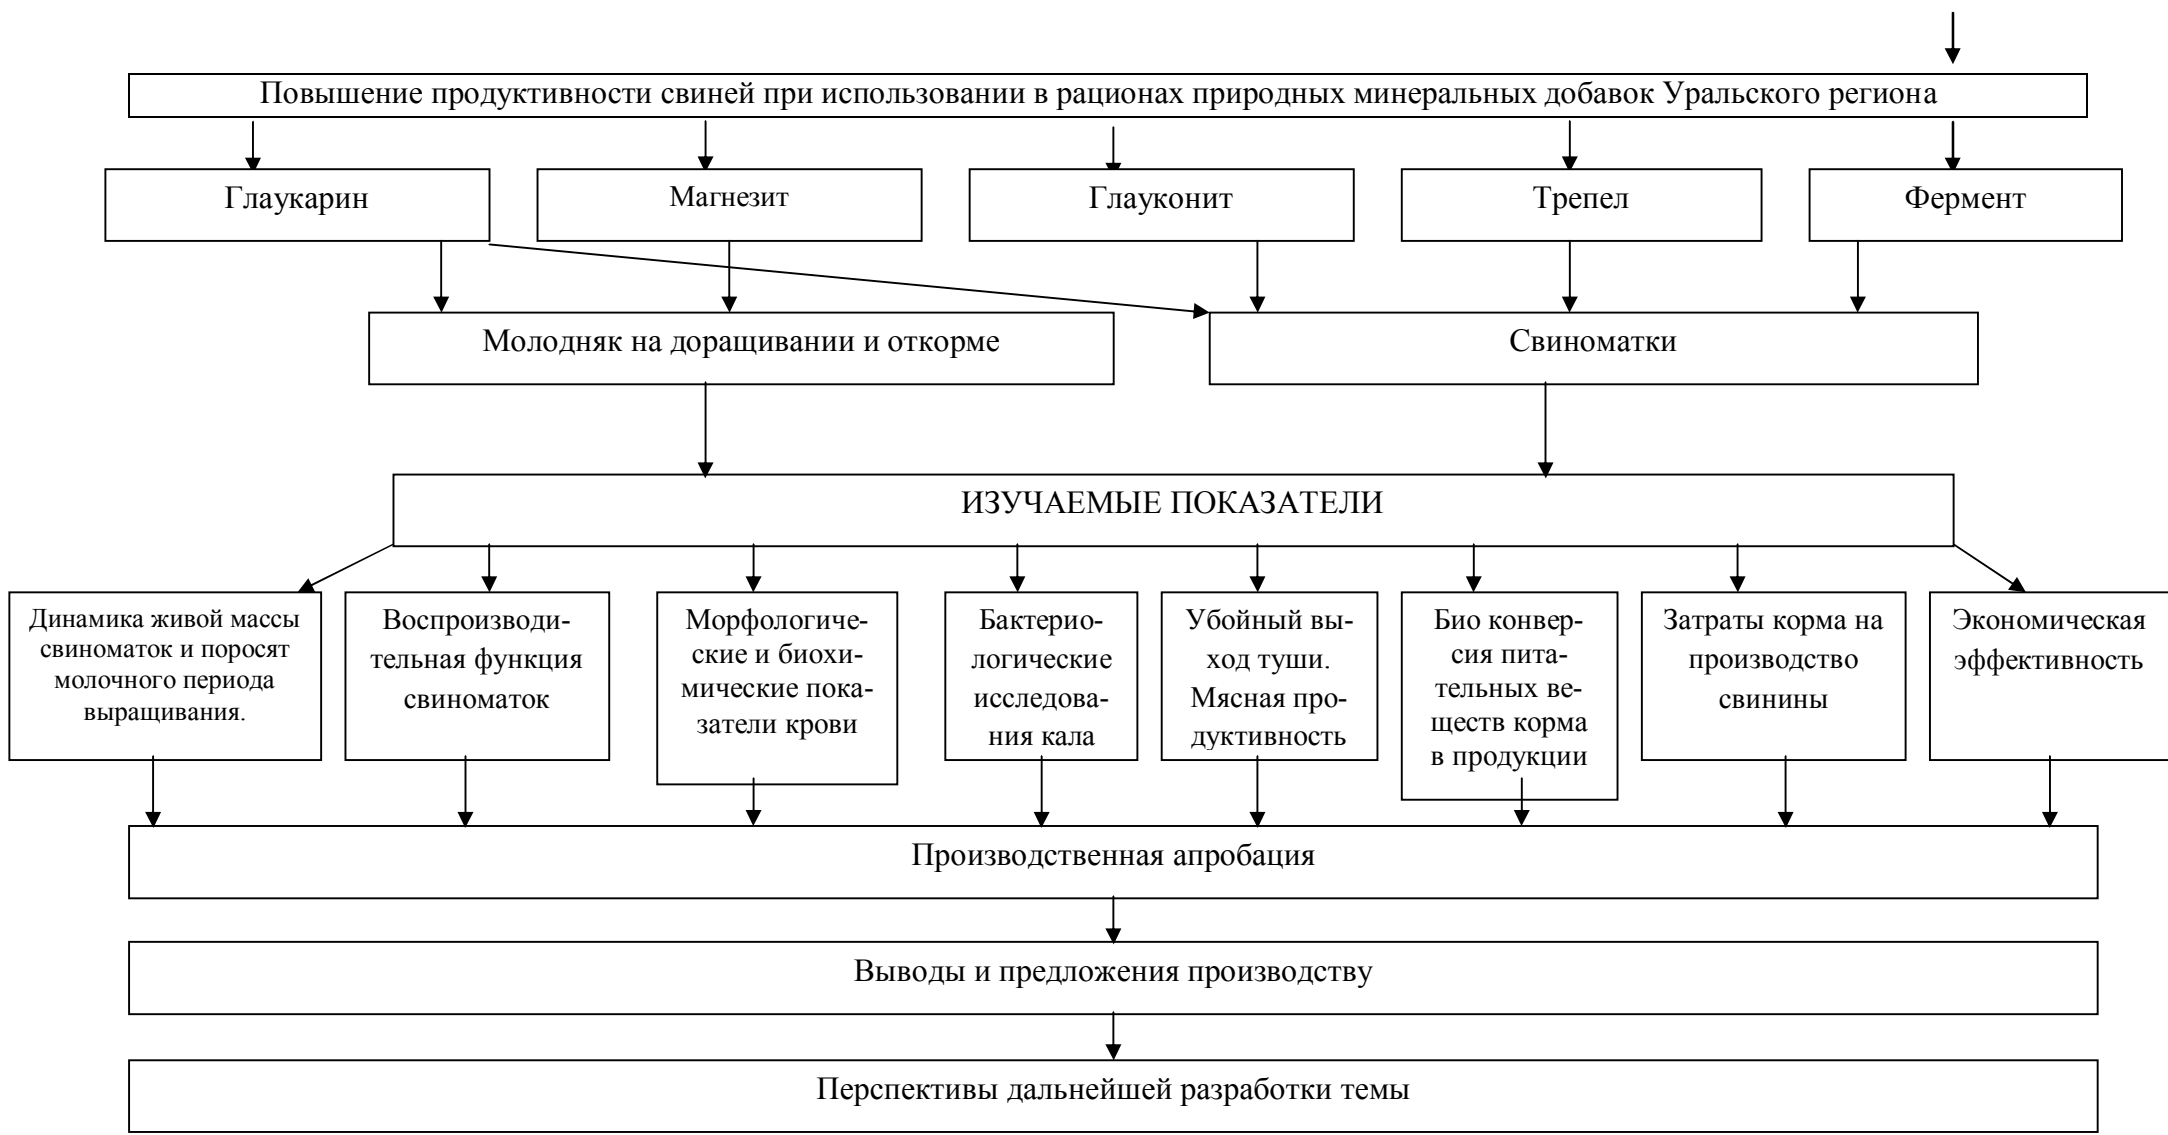 Повышение продуктивности свиней при использовании в рационах природных минеральных добавок Уральского региона
Глаукарин
Магнезит
Глауконит
Трепел
Фермент
Молодняк на доращивании и откорме
Свиноматки
ИЗУЧАЕМЫЕ ПОКАЗАТЕЛИ
Динамика живой массы
свиноматок и поросят
молочного периода
выращивания.
Воспроизводи-
тельная функция
свиноматок
Морфологиче-
ские и биохи-
мические пока-
затели крови
Бактерио-
логические
исследова-
ния кала
Убойный вы-
ход туши.
Мясная про-
дуктивность
Био конвер-
сия пита-
тельных ве-
ществ корма
в продукции
Затраты корма на
производство
свинины
Экономическая
эффективность
Производственная апробация
Выводы и предложения производству
Перспективы дальнейшей разработки темы